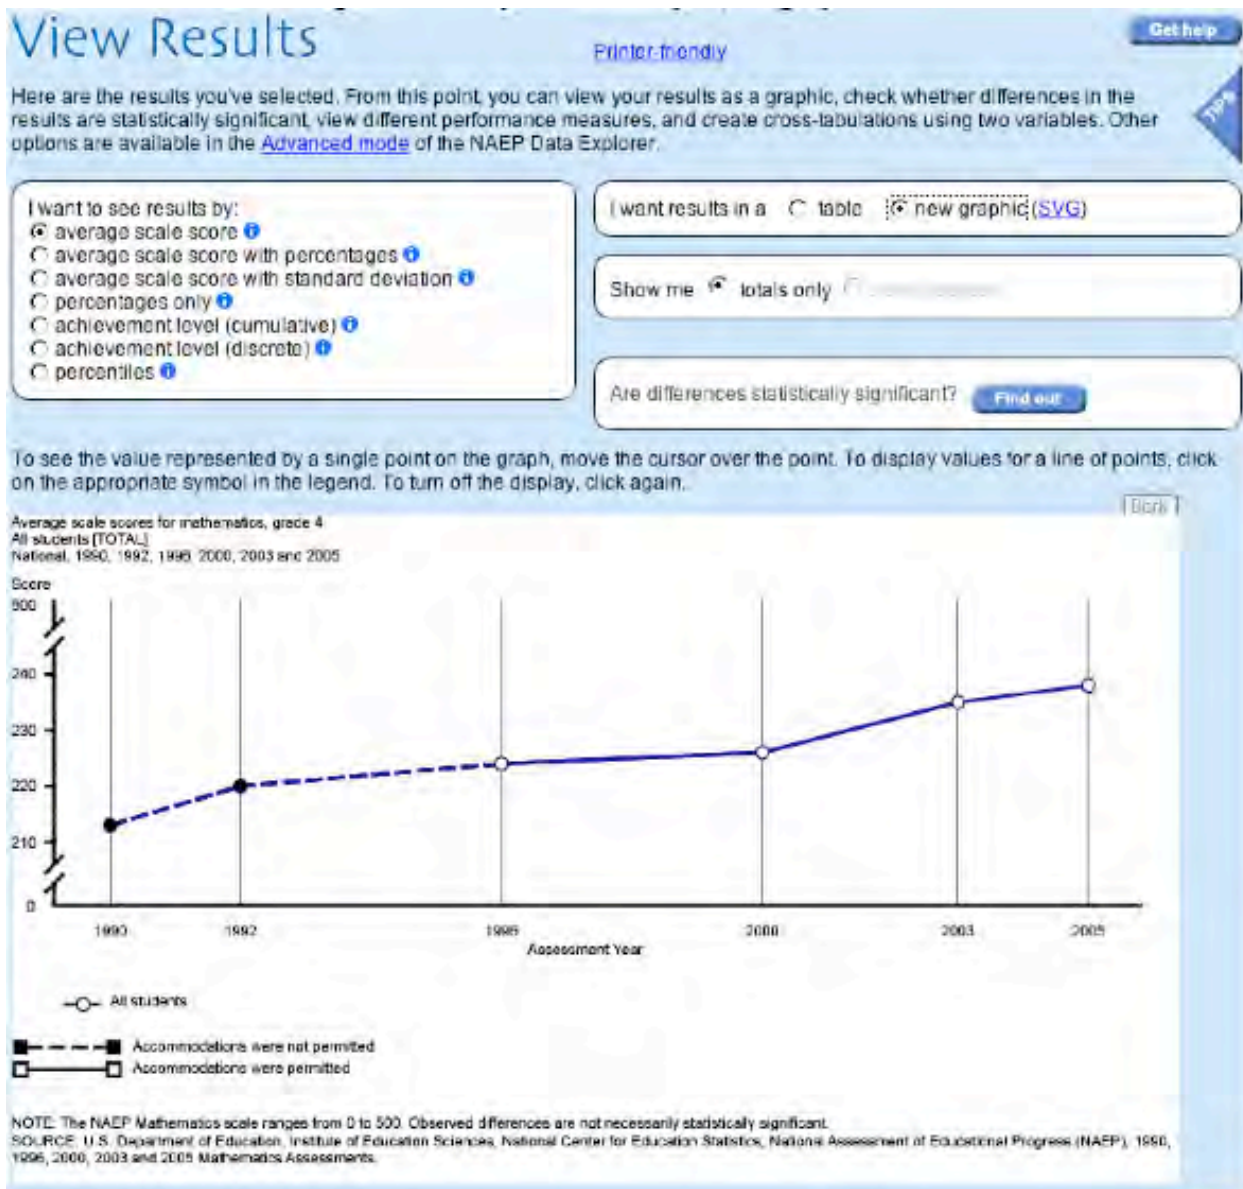 View Results
Printer-friendly
Get help
TIPS
Here are the results you've selected. From this point, you can view your results as a graphic, check whether differences in the
results are statistically significant, view different performance measures, and create cross-tabulations using two variables. Other
options are available in the Advanced mode of the NAEP Data Explorer.
I want to see results by:
average scale score
average scale score with percentages
average scale score with standard deviation
percentages only
achievement level (cumulative)
achievement level (discrete)
percentiles
I want results in a table new graphic (SVG)
Show me totals only
Are differences statistically significant? Find out
To see the value represented by a single point on the graph, move the cursor over the point. To display values for a line of points, click
on the appropriate symbol in the legend. To turn off the display, click again.
Back
Average scale scores for mathematics, grade 4
All students [TOTAL]
National, 1990, 1992, 1996, 2000, 2003 and 2005
Score
500
240
230
220
210
0
1990 1992 1996 2000 2003 2005
Assessment Year
All students
Accommodations were not permitted
Accommodations were permitted
NOTE: The NAEP Mathematics scale ranges from 0 to 500. Observed differences are not necessarily statistically significant.
SOURCE: U.S. Department of Education, Institute of Education Sciences, National Center for Education Statistics, National Assessment of Educational Progress (NAEP), 1990,
1996, 2000, 2003 and 2005 Mathematics Assessments.